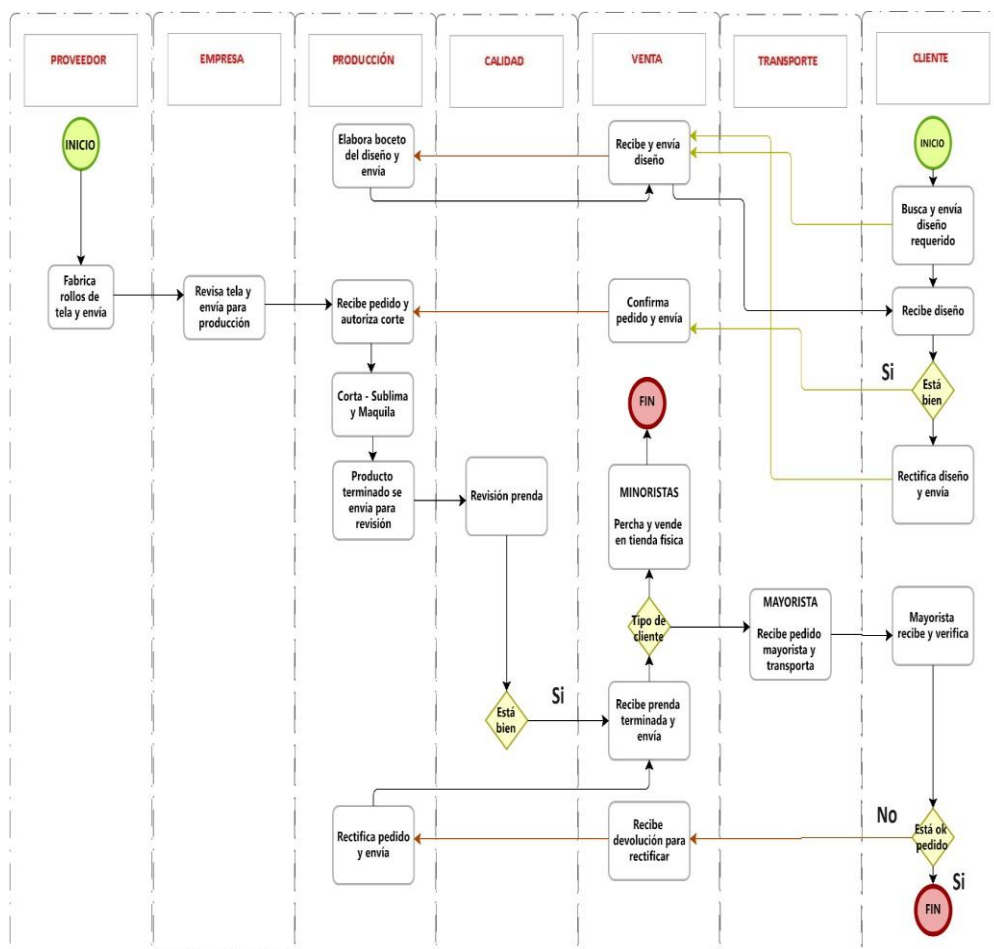 PROVEEDOR
EMPRESA
PRODUCCIÓN
CALIDAD
VENTA
TRANSPORTE
CLIENTE
INICIO
Elabora boceto
del diseño y
envía
Recibe y envía
diseño
INICIO
Busca y envía
diseño
requerido
Fabrica
rollos de
tela y envía
Revisa tela y
envía para
producción
Recibe pedido y
autoriza corte
Confirma
pedido y envía
Recibe diseño
Si
Está
bien
Corta - Sublima
y Maquila
FIN
Producto
terminado se
envía para
revisión
Revisión prenda
MINORISTAS
Percha y vende
en tienda física
Rectifica diseño
y envía
Tipo de
cliente
MAYORISTA
Recibe pedido
mayorista y
transporta
Mayorista
recibe y verifica
Está
bien
Si
Recibe prenda
terminada y
envía
Rectifica pedido
y envía
Recibe
devolución para
rectificar
No
Está ok
pedido
Si
FIN